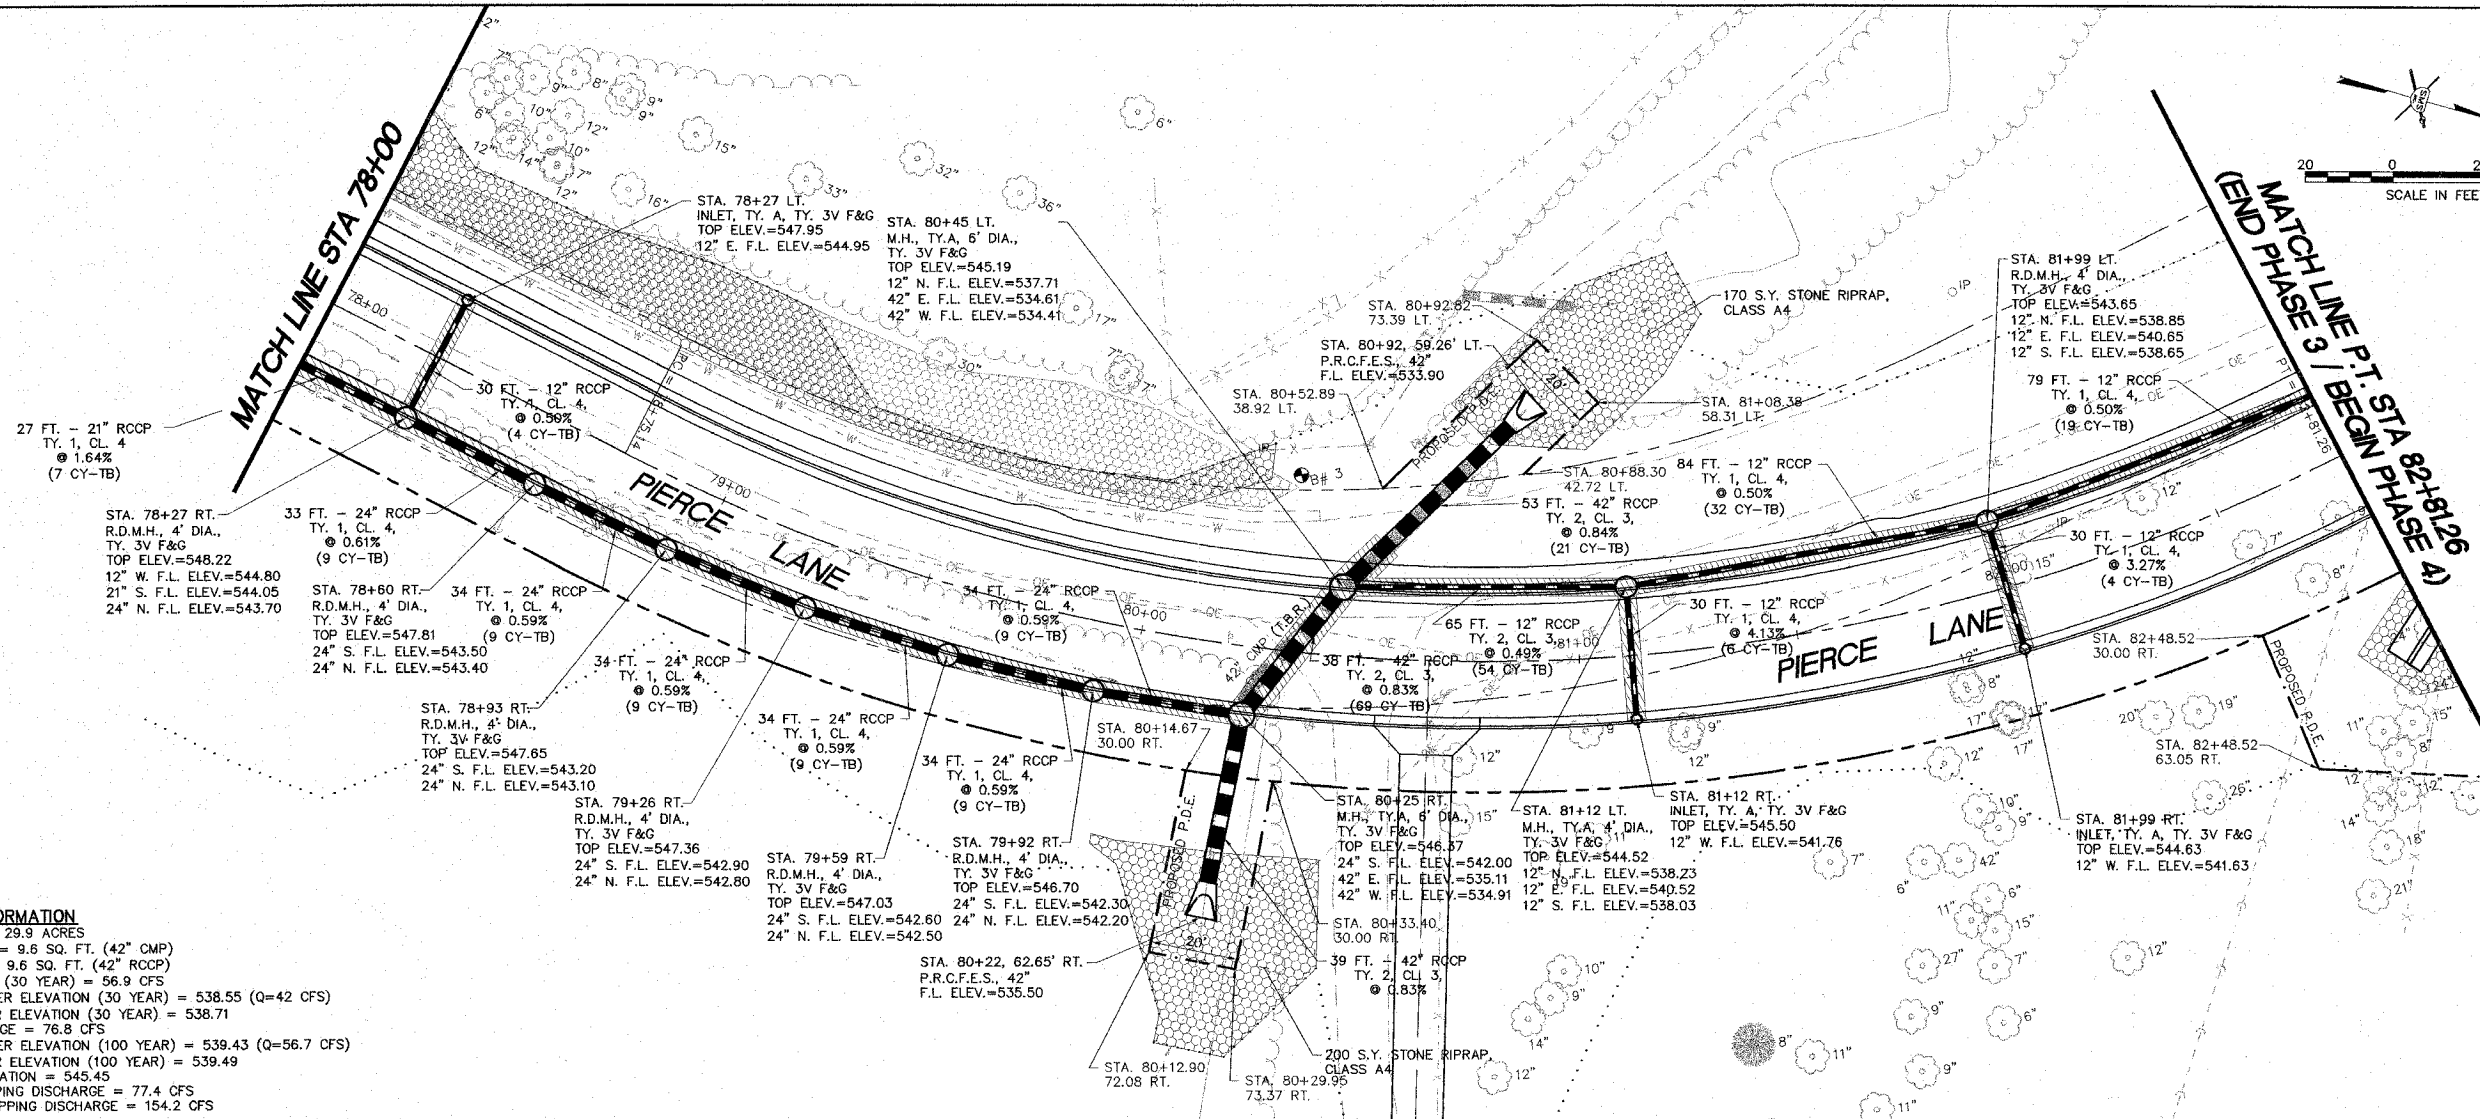 MATCH LINE STA 78+00
STA. 78+27 LT.
INLET, TY. A, TY. 3V F&G
TOP ELEV.=547.95
12" E. F.L. ELEV.=544.95
STA. 80+45 LT.
M.H., TY.A, 6' DIA.,
TY. 3V F&G
TOP ELEV.=545.19
12" N. F.L. ELEV.=537.71
42" E. F.L. ELEV.=534.61
42" W. F.L. ELEV.=534.41
STA. 80+92.82
73.39 LT.
STA. 80+92, 59.26' LT.
P.R.C.F.E.S., 42"
F.L. ELEV.=533.90
STA. 80+52.89
38.92 LT.
170 S.Y. STONE RIPRAP,
CLASS A4
STA. 81+08.38
58.31 LT.
STA. 80+88.30
42.72 LT.
PROPOSED P.D.E.
20'
B# 3
STA. 81+99 LT.
R.D.M.H., 4' DIA.,
TY. 3V F&G
TOP ELEV.=543.65
12" N. F.L. ELEV.=538.85
12" E. F.L. ELEV.=540.65
12" S. F.L. ELEV.=538.65
79 FT. - 12" RCCP
TY. 1, CL. 4,
@ 0.50%
(19 CY-TB)
20 0
SCALE IN FEE
MATCH LINE P.T. STA 82+81.26
(END PHASE 3 / BEGIN PHASE 4)
27 FT. - 21" RCCP
TY. 1, CL. 4
@ 1.64%
(7 CY-TB)
78+00
30 FT. - 12" RCCP
TY. 1, CL. 4,
@ 0.50%
(4 CY-TB)
79+00
PIERCE LANE
80+00
53 FT. - 42" RCCP
TY. 2, CL. 3,
@ 0.84%
(21 CY-TB)
84 FT. - 12" RCCP
TY. 1, CL. 4,
@ 0.50%
(32 CY-TB)
30 FT. - 12" RCCP
TY. 1, CL. 4,
@ 3.27%
(4 CY-TB)
STA. 78+27 RT.
R.D.M.H., 4' DIA.,
TY. 3V F&G
TOP ELEV.=548.22
12" W. F.L. ELEV.=544.80
21" S. F.L. ELEV.=544.05
24" N. F.L. ELEV.=543.70
33 FT. - 24" RCCP
TY. 1, CL. 4,
@ 0.61%
(9 CY-TB)
STA. 78+60 RT.
R.D.M.H., 4' DIA.,
TY. 3V F&G
TOP ELEV.=547.81
24" S. F.L. ELEV.=543.50
24" N. F.L. ELEV.=543.40
34 FT. - 24" RCCP
TY. 1, CL. 4,
@ 0.59%
(9 CY-TB)
34 FT. - 24" RCCP
TY. 1, CL. 4,
@ 0.59%
(9 CY-TB)
34 FT. - 24" RCCP
TY. 1, CL. 4,
@ 0.59%
(9 CY-TB)
34 FT. - 24" RCCP
TY. 1, CL. 4,
@ 0.59%
(9 CY-TB)
34 FT. - 24" RCCP
TY. 1, CL. 4,
@ 0.59%
(9 CY-TB)
42" CMP (T.B.R.)
38 FT. - 42" RCCP
TY. 2, CL. 3,
@ 0.83%
(69 CY-TB)
65 FT. - 12" RCCP
TY. 2, CL. 3,
@ 0.49%
(54 CY-TB)
81+00
30 FT. - 12" RCCP
TY. 1, CL. 4,
@ 4.13%
(6 CY-TB)
PIERCE LANE
STA. 82+48.52
30.00 RT.
PROPOSED P.D.E.
STA. 82+48.52
63.05 RT.
STA. 78+93 RT.
R.D.M.H., 4' DIA.,
TY. 3V F&G
TOP ELEV.=547.65
24" S. F.L. ELEV.=543.20
24" N. F.L. ELEV.=543.10
STA. 79+26 RT.
R.D.M.H., 4' DIA.,
TY. 3V F&G
TOP ELEV.=547.36
24" S. F.L. ELEV.=542.90
24" N. F.L. ELEV.=542.80
STA. 79+59 RT.
R.D.M.H., 4' DIA.,
TY. 3V F&G
TOP ELEV.=547.03
24" S. F.L. ELEV.=542.60
24" N. F.L. ELEV.=542.50
STA. 79+92 RT.
R.D.M.H., 4' DIA.,
TY. 3V F&G
TOP ELEV.=546.70
24" S. F.L. ELEV.=542.30
24" N. F.L. ELEV.=542.20
STA. 80+14.67
30.00 RT.
PROPOSED P.D.E.
20'
STA. 80+25 RT.
M.H., TY.A, 6' DIA.,
TY. 3V F&G
TOP ELEV.=546.37
24" S. F.L. ELEV.=542.00
42" E. F.L. ELEV.=535.11
42" W. F.L. ELEV.=534.91
STA. 81+12 LT.
M.H., TY.A, 4' DIA.,
TY. 3V F&G
TOP ELEV.=544.52
12" N. F.L. ELEV.=538.23
12" E. F.L. ELEV.=540.52
12" S. F.L. ELEV.=538.03
STA. 81+12 RT.
INLET, TY. A, TY. 3V F&G
TOP ELEV.=545.50
12" W. F.L. ELEV.=541.76
STA. 81+99 RT.
INLET, TY. A, TY. 3V F&G
TOP ELEV.=544.63
12" W. F.L. ELEV.=541.63
STA. 80+33.40
30.00 RT.
39 FT. - 42" RCCP
TY. 2, CL. 3,
@ 0.83%
STA. 80+22, 62.65' RT.
P.R.C.F.E.S., 42"
F.L. ELEV.=535.50
200 S.Y. STONE RIPRAP,
CLASS A4
STA. 80+12.90
72.08 RT.
STA. 80+29.95
73.37 RT.
ORMATION
29.9 ACRES
= 9.6 SQ. FT. (42" CMP)
9.6 SQ. FT. (42" RCCP)
(30 YEAR) = 56.9 CFS
ER ELEVATION (30 YEAR) = 538.55 (Q=42 CFS)
R ELEVATION (30 YEAR) = 538.71
GE = 76.8 CFS
ER ELEVATION (100 YEAR) = 539.43 (Q=56.7 CFS)
R ELEVATION (100 YEAR) = 539.49
ATION = 545.45
PING DISCHARGE = 77.4 CFS
PPING DISCHARGE = 154.2 CFS